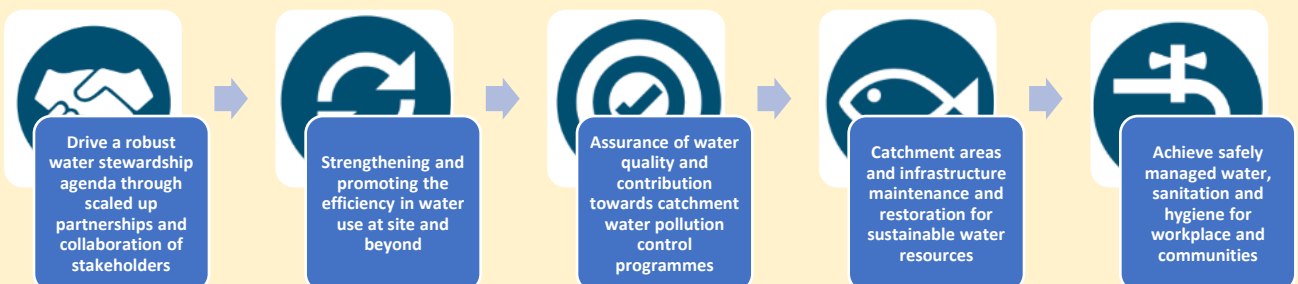 Drive a robust
water stewardship
agenda through
scaled up
partnerships and
collaboration of
stakeholders
Strengthening and
promoting the
efficiency in water
use at site and
beyond
Assurance of water
quality and
contribution
towards catchment
water pollution
control
programmes
Catchment areas
and infrastructure
maintenance and
restoration for
sustainable water
resources
Achieve safely
managed water,
sanitation and
hygiene for
workplace and
communities